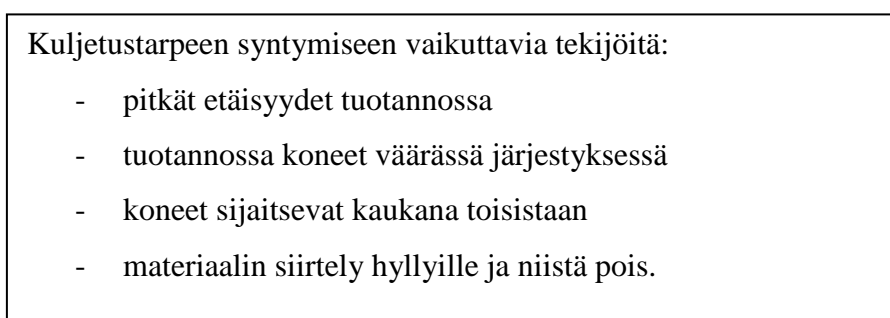 Kuljetustarpeen syntymiseen vaikuttavia tekijöitä:
- pitkät etäisyydet tuotannossa
- tuotannossa koneet väärässä järjestyksessä
- koneet sijaitsevat kaukana toisistaan
- materiaalin siirtely hyllyille ja niistä pois.